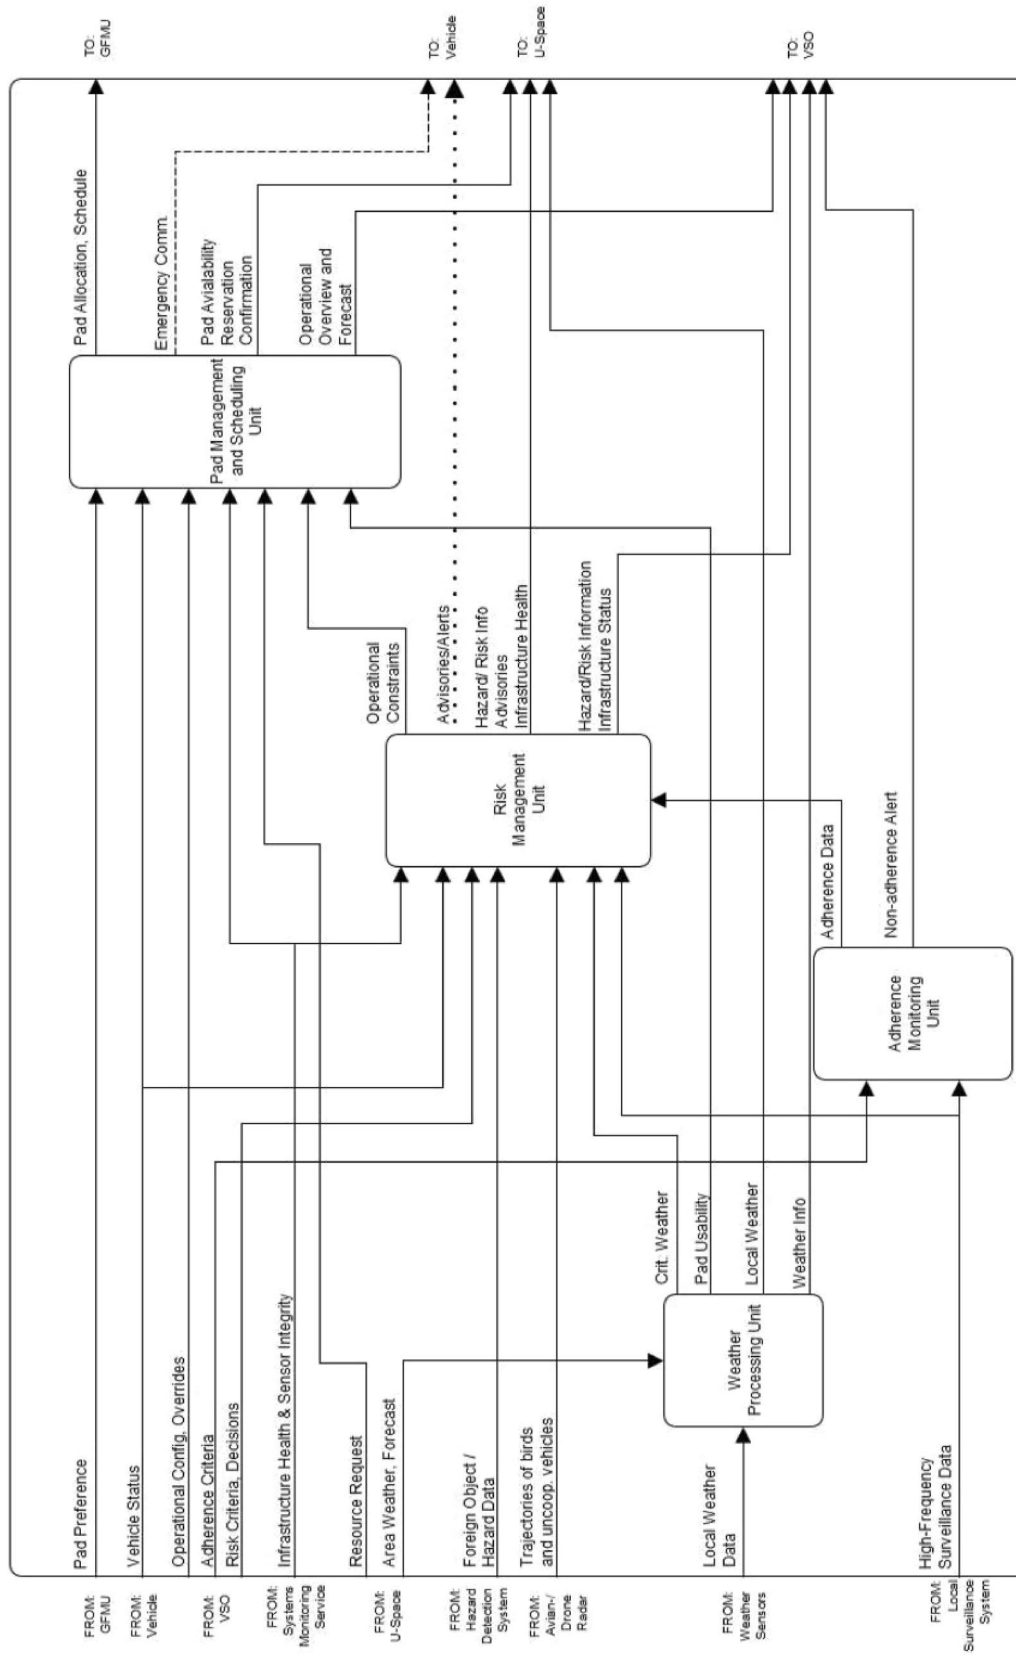 FROM:
GFMU
Pad Preference
FROM:
Vehicle
Vehicle Status
FROM:
VSO
Operational Config, Overrides
Adherence Criteria
Risk Criteria, Decisions
FROM:
Systems
Monitoring
Service
Infrastructure Health & Sensor Integrity
FROM:
U-Space
Resource Request
Area Weather, Forecast
FROM:
Hazard
Detection
System
Foreign Object /
Hazard Data
FROM:
Avian-/
Drone
Radar
Trajectories of birds
and uncoop. vehicles
FROM:
Weather
Sensors
Local Weather
Data
FROM:
Local
Surveillance
System
High-Frequency
Surveillance Data
Weather
Processing Unit
Crit. Weather
Pad Usability
Local Weather
Weather Info
Adherence
Monitoring
Unit
Adherence Data
Non-adherence Alert
Risk
Management
Unit
Operational
Constraints
Advisories/Alerts
Hazard/ Risk Info
Advisories
Infrastructure Health
Hazard/Risk Information
Infrastructure Status
Pad Management
and Scheduling
Unit
Pad Allocation, Schedule
Emergency Comm.
Pad Avialability
Reservation
Confirmation
Operational
Overview and
Forecast
TO:
GFMU
TO:
Vehicle
TO:
U-Space
TO:
VSO